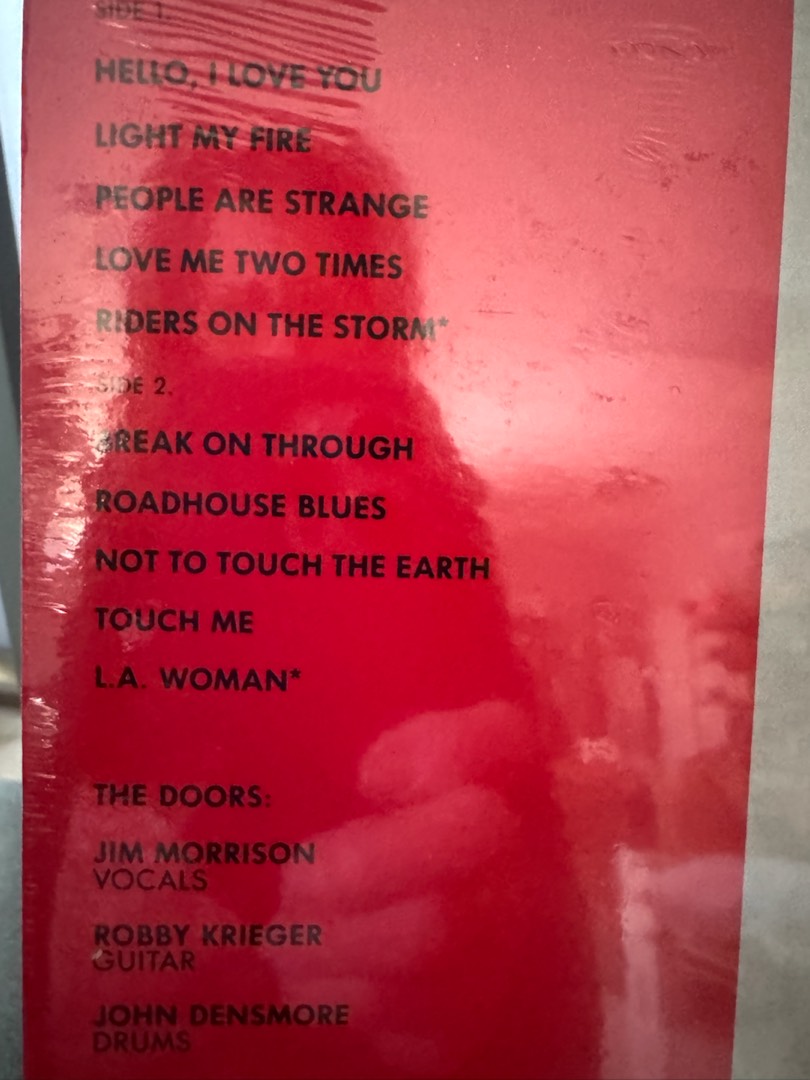 SIDE 1.
HELLO, I LOVE YOU
LIGHT MY FIRE
PEOPLE ARE STRANGE
LOVE ME TWO TIMES
RIDERS ON THE STORM*
SIDE 2.
BREAK ON THROUGH
ROADHOUSE BLUES
NOT TO TOUCH THE EARTH
TOUCH ME
L.A. WOMAN*
THE DOORS:
JIM MORRISON
VOCALS
ROBBY KRIEGER
GUITAR
JOHN DENSMORE
DRUMS